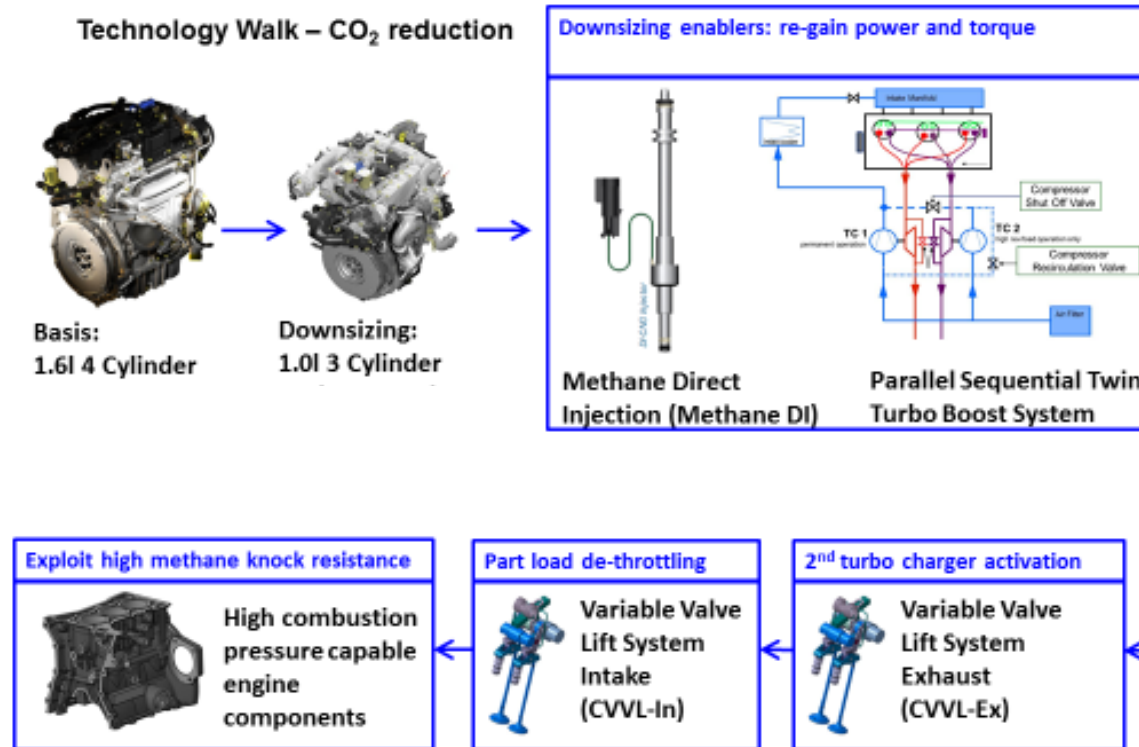 Technology Walk – CO₂ reduction
Downsizing enablers: re-gain power and torque
Intake Manifold
Compressor
Shut Off Valve
TC 1
permanent operation
TC 2
Compressor
Recirculation Valve
Air Filter
Basis:
1.6l 4 Cylinder
Downsizing:
1.0l 3 Cylinder
Methane Direct
Injection (Methane DI)
Parallel Sequential Twin
Turbo Boost System
Exploit high methane knock resistance
High combustion
pressure capable
engine
components
Part load de-throttling
Variable Valve
Lift System
Intake
(CVVL-In)
2nd turbo charger activation
Variable Valve
Lift System
Exhaust
(CVVL-Ex)